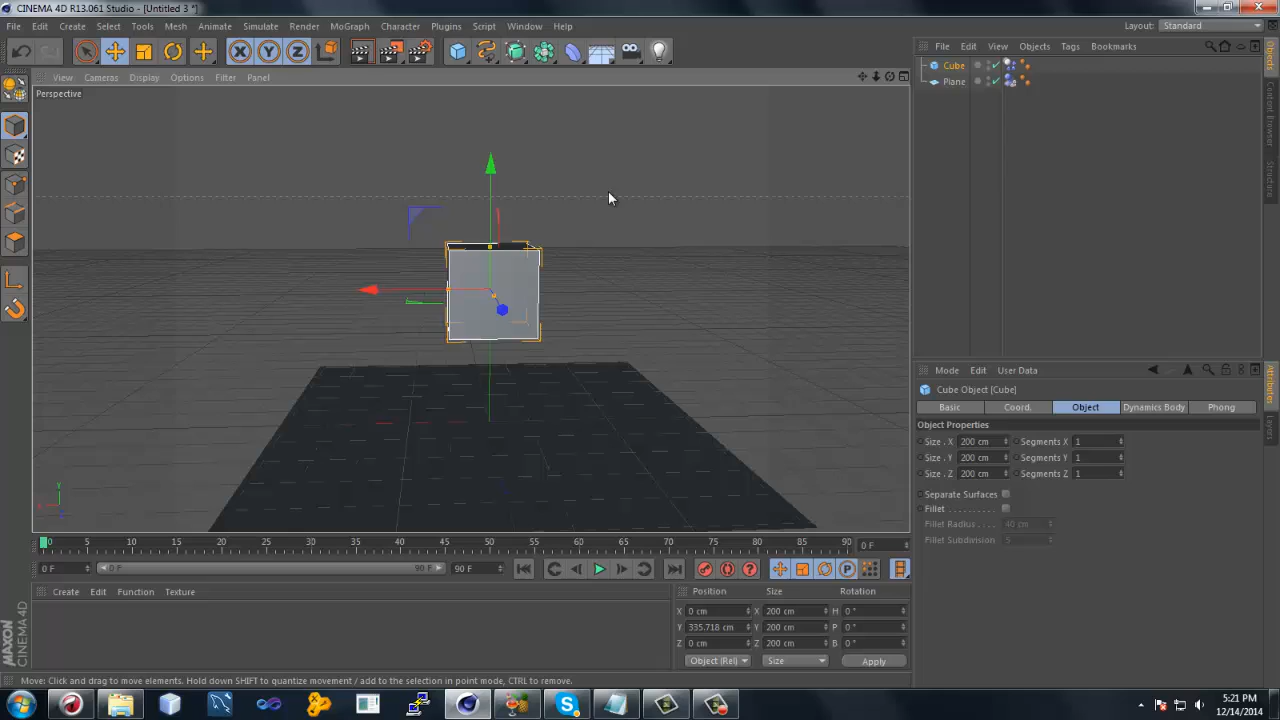 CINEMA 4D R13.061 Studio - [Untitled 3 *]
File Edit Create Select Tools Mesh Animate Simulate Render MoGraph Character Plugins Script Window Help
Layout: Standard
View Cameras Display Options Filter Panel
Perspective
X Y Z
File Edit View Objects Tags Bookmarks
Cube
Plane
Objects
Content Browser
Structure
Mode Edit User Data
Cube Object [Cube]
Basic Coord. Object Dynamics Body Phong
Object Properties
Size . X 200 cm Segments X 1
Size . Y 200 cm Segments Y 1
Size . Z 200 cm Segments Z 1
Separate Surfaces
Fillet . . . . . . . . . .
Fillet Radius . . . . 40 cm
Fillet Subdivision 5
Attributes
Layers
Y
X
0 5 10 15 20 25 30 35 40 45 50 55 60 65 70 75 80 85 90 0 F
0 F 0 F 90 F 90 F
P
Create Edit Function Texture
Position Size Rotation
X 0 cm X 200 cm H 0 °
Y 335.718 cm Y 200 cm P 0 °
Z 0 cm Z 200 cm B 0 °
Object (Rel) Size Apply
MAXON CINEMA 4D
Move: Click and drag to move elements. Hold down SHIFT to quantize movement / add to the selection in point mode, CTRL to remove.
5:21 PM
12/14/2014